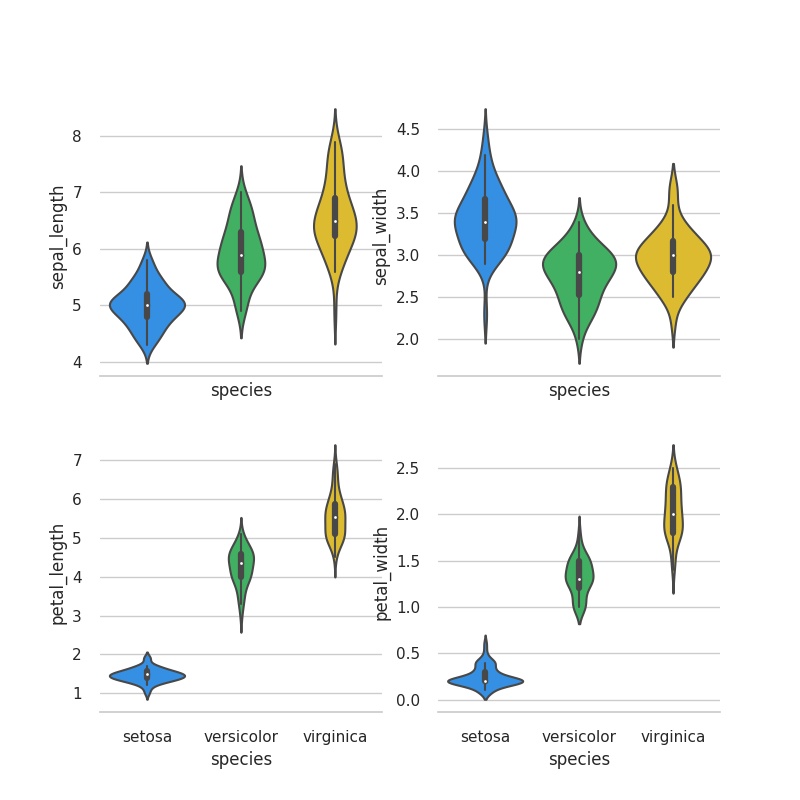 sepal_length
8
7
6
5
4
species
sepal_width
4.5
4.0
3.5
3.0
2.5
2.0
species
petal_length
7
6
5
4
3
2
1
setosa versicolor virginica
species
petal_width
2.5
2.0
1.5
1.0
0.5
0.0
setosa versicolor virginica
species